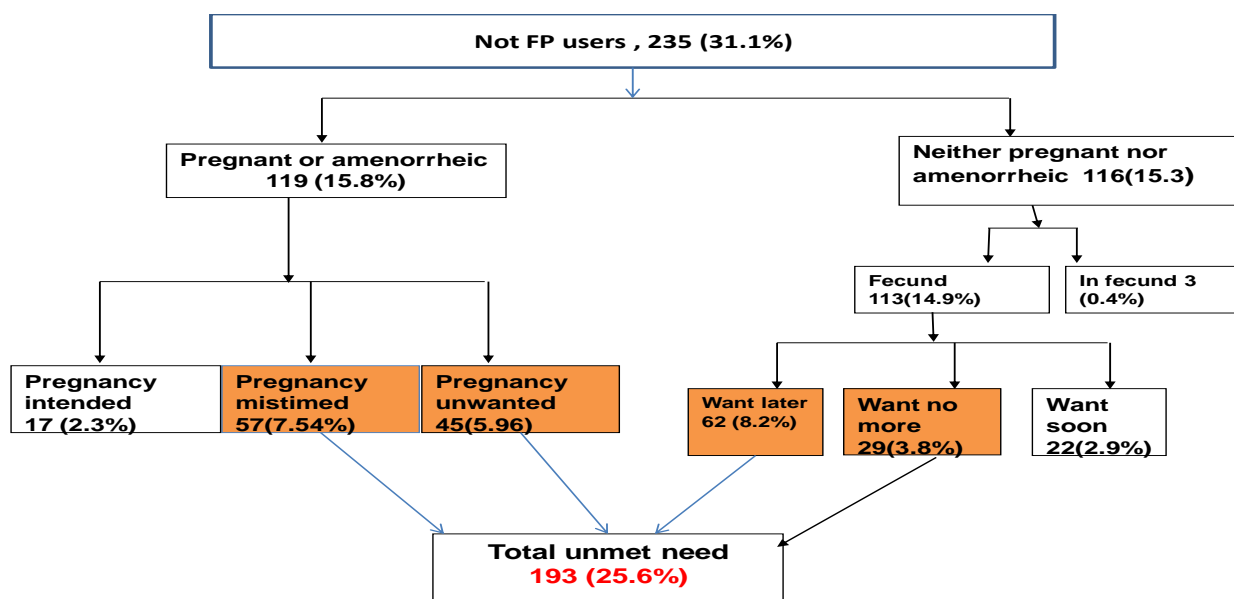 Not FP users , 235 (31.1%)
Pregnant or amenorrheic
119 (15.8%)
Neither pregnant nor
amenorrheic 116(15.3)
Fecund
113(14.9%)
In fecund 3
(0.4%)
Pregnancy
intended
17 (2.3%)
Pregnancy
mistimed
57(7.54%)
Pregnancy
unwanted
45(5.96)
Want later
62 (8.2%)
Want no
more
29(3.8%)
Want
soon
22(2.9%)
Total unmet need
193 (25.6%)